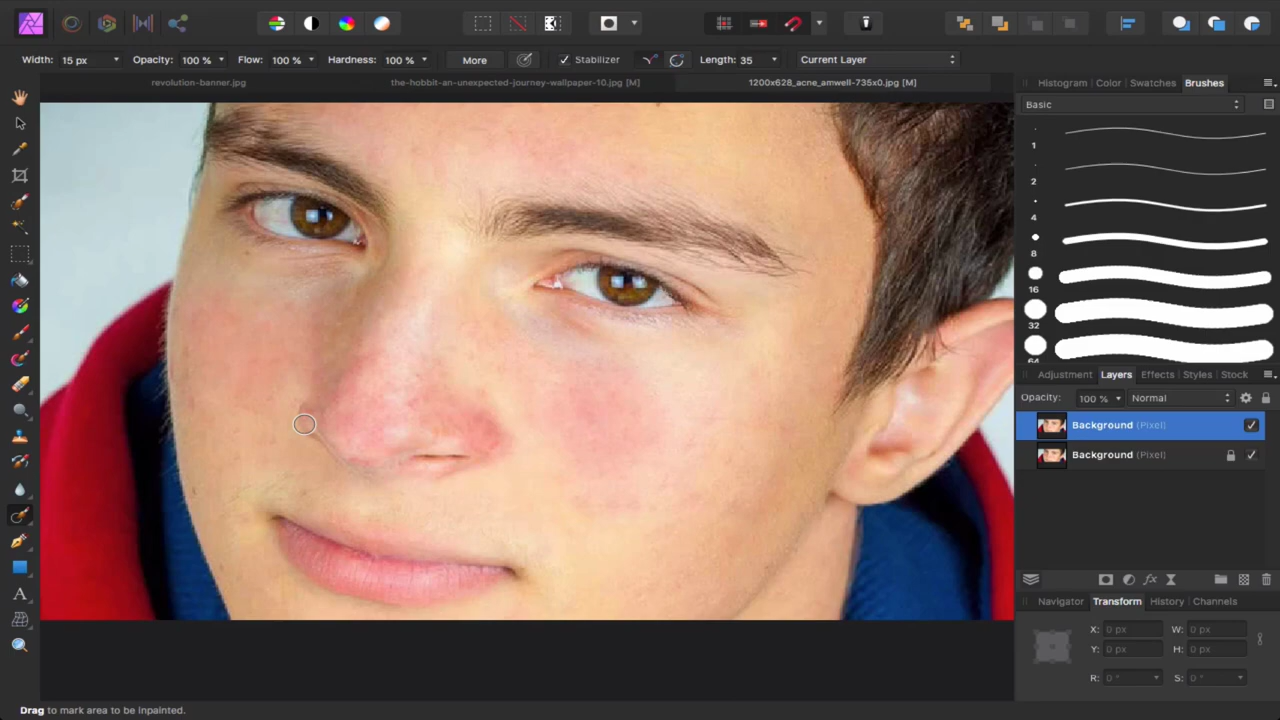 Width: 15 px Opacity: 100 % Flow: 100 % Hardness: 100 % More Stabilizer Length: 35 Current Layer
revolution-banner.jpg the-hobbit-an-unexpected-journey-wallpaper-10.jpg [M] 1200x628_acne_amwell-735x0.jpg [M]
Histogram Color Swatches Brushes
Basic
1
2
4
8
16
32
64
Adjustment Layers Effects Styles Stock
Opacity: 100 % Normal
Background (Pixel)
Background (Pixel)
Navigator Transform History Channels
X: 0 px W: 0 px
Y: 0 px H: 0 px
R: 0 ° S: 0 °
Drag to mark area to be inpainted.